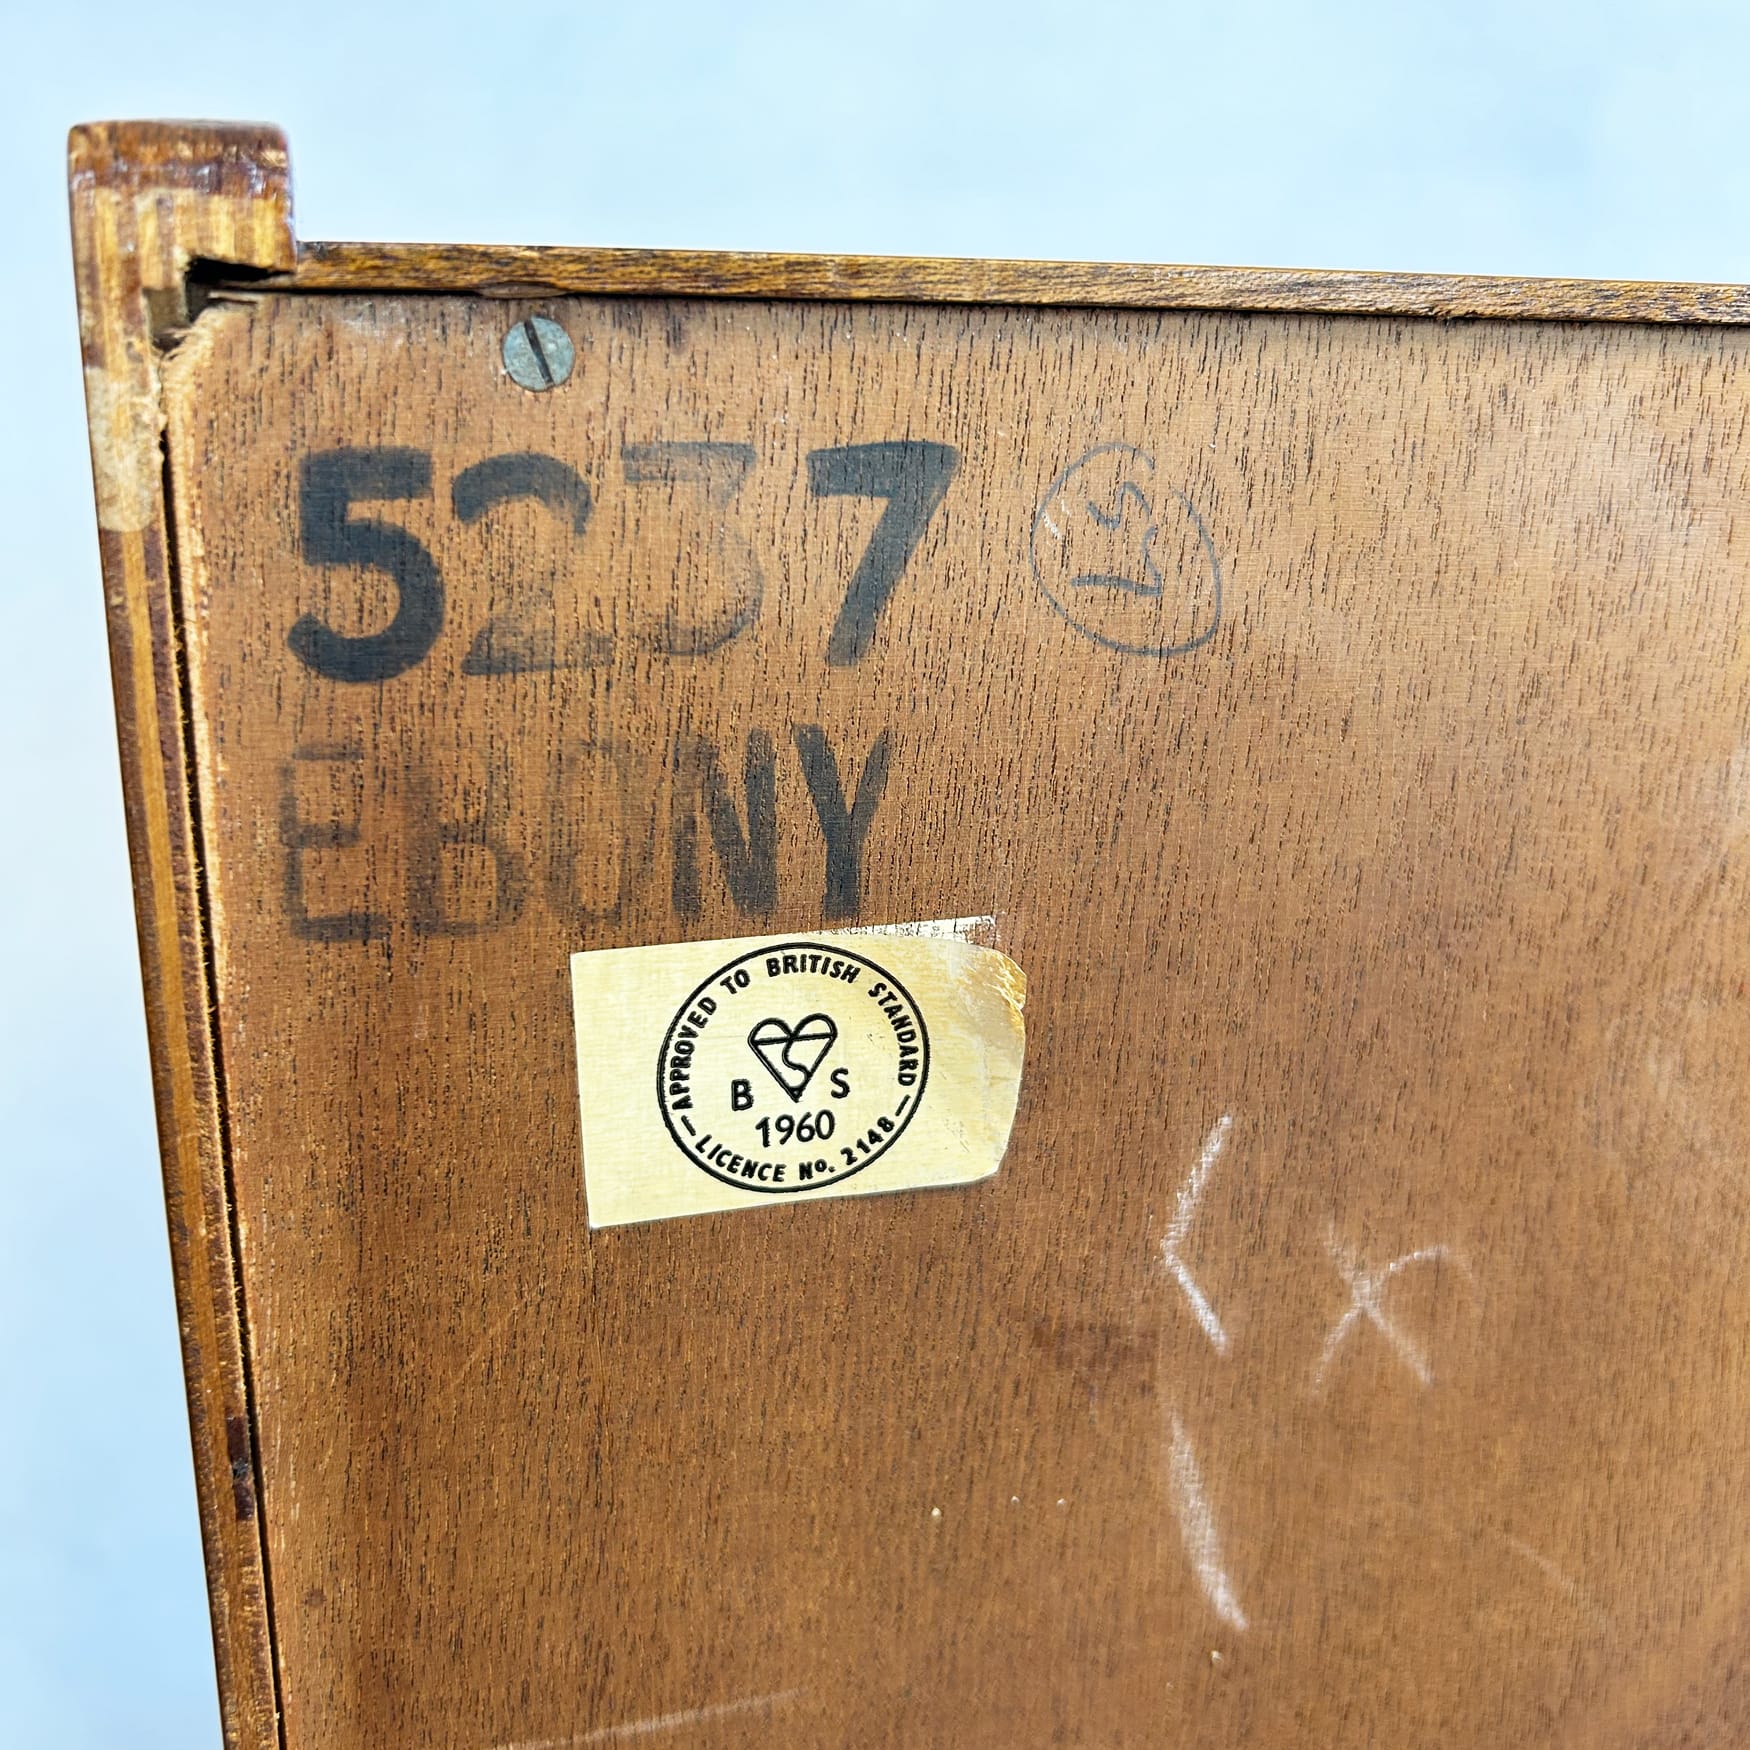 5237
EBONY
APPROVED TO BRITISH STANDARD
B S
1960
LICENCE No. 2148